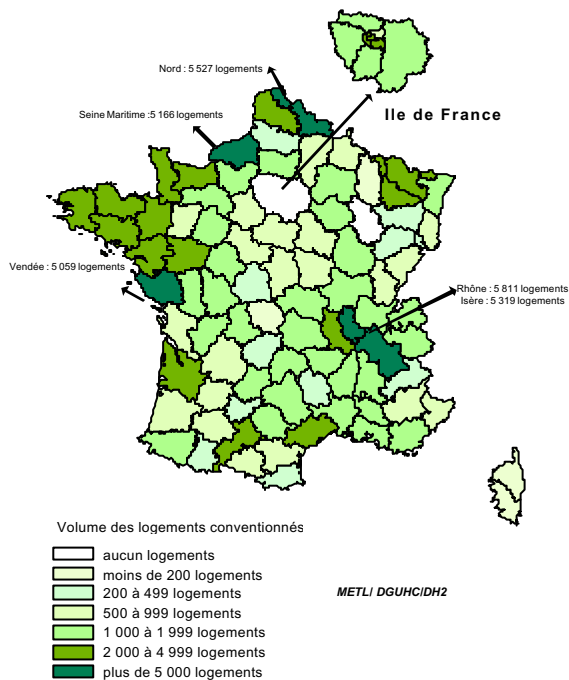 Nord : 5 527 logements
Ile de France
Seine Maritime :5 166 logements
Vendée : 5 059 logements
Rhône : 5 811 logements
Isère : 5 319 logements
Volume des logements conventionnés
aucun logements
moins de 200 logements
200 à 499 logements
500 à 999 logements
1 000 à 1 999 logements
2 000 à 4 999 logements
plus de 5 000 logements
METL/ DGUHC/DH2